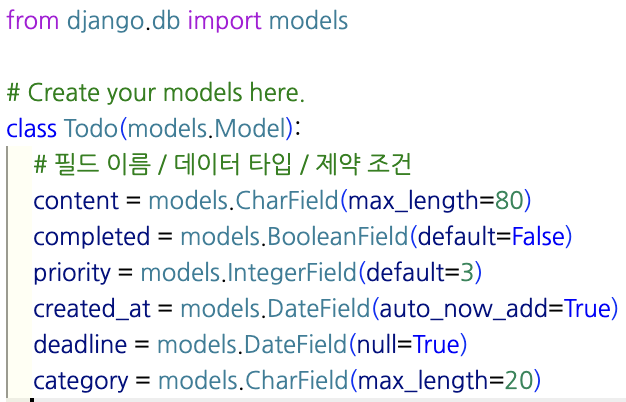 from django.db import models
# Create your models here.
class Todo(models.Model):
# 필드 이름 / 데이터 타입 / 제약 조건
content = models.CharField(max_length=80)
completed = models.BooleanField(default=False)
priority = models.IntegerField(default=3)
created_at = models.DateField(auto_now_add=True)
deadline = models.DateField(null=True)
category = models.CharField(max_length=20)